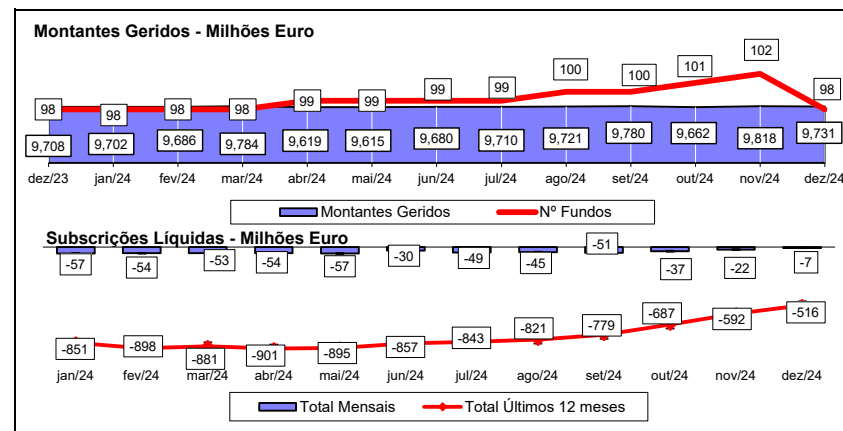 Montantes Geridos - Milhões Euro
98 98 98 98 99 99 99 99 100 100 101 102 98
9,708 9,702 9,686 9,784 9,619 9,615 9,680 9,710 9,721 9,780 9,662 9,818 9,731
dez/23 jan/24 fev/24 mar/24 abr/24 mai/24 jun/24 jul/24 ago/24 set/24 out/24 nov/24 dez/24
Montantes Geridos Nº Fundos
Subscrições Líquidas - Milhões Euro
-57 -54 -53 -54 -57 -30 -49 -45 -51 -37 -22 -7
-851 -898 -881 -901 -895 -857 -843 -821 -779 -687 -592 -516
jan/24 fev/24 mar/24 abr/24 mai/24 jun/24 jul/24 ago/24 set/24 out/24 nov/24 dez/24
Total Mensais Total Últimos 12 meses